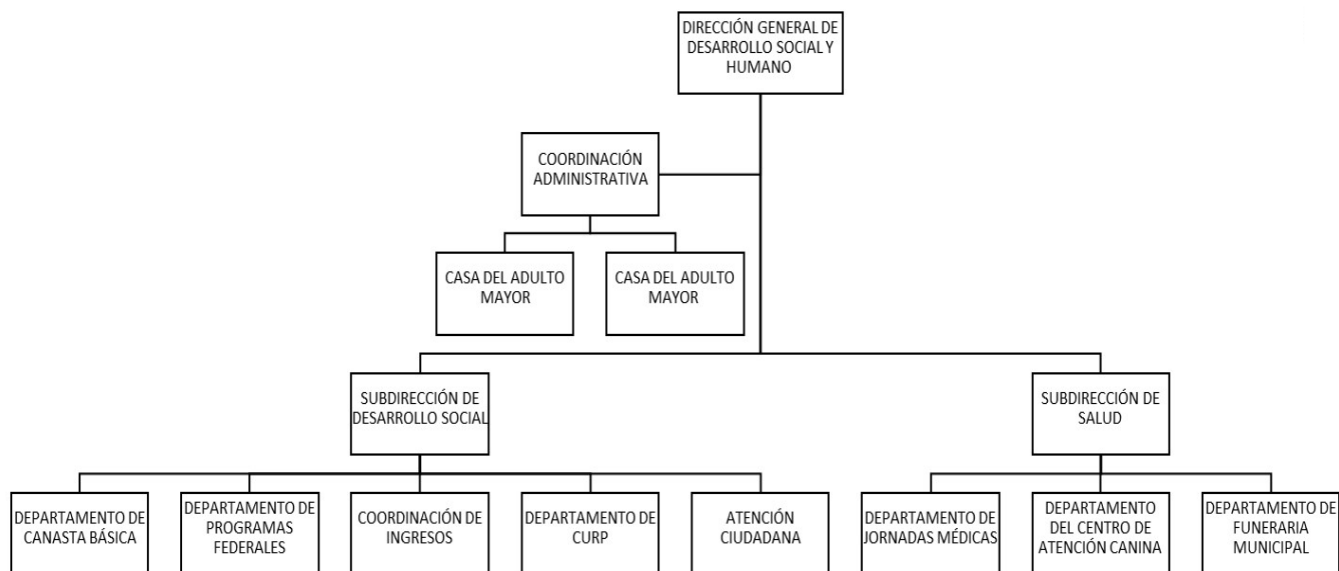 DIRECCIÓN GENERAL DE
DESARROLLO SOCIAL Y
HUMANO
COORDINACIÓN
ADMINISTRATIVA
CASA DEL ADULTO
MAYOR
CASA DEL ADULTO
MAYOR
SUBDIRECCIÓN DE
DESARROLLO SOCIAL
SUBDIRECCIÓN DE
SALUD
DEPARTAMENTO DE
CANASTA BÁSICA
DEPARTAMENTO DE
PROGRAMAS
FEDERALES
COORDINACIÓN DE
INGRESOS
DEPARTAMENTO DE
CURP
ATENCIÓN
CIUDADANA
DEPARTAMENTO DE
JORNADAS MÉDICAS
DEPARTAMENTO
DEL CENTRO DE
ATENCIÓN CANINA
DEPARTAMENTO DE
FUNERARIA
MUNICIPAL